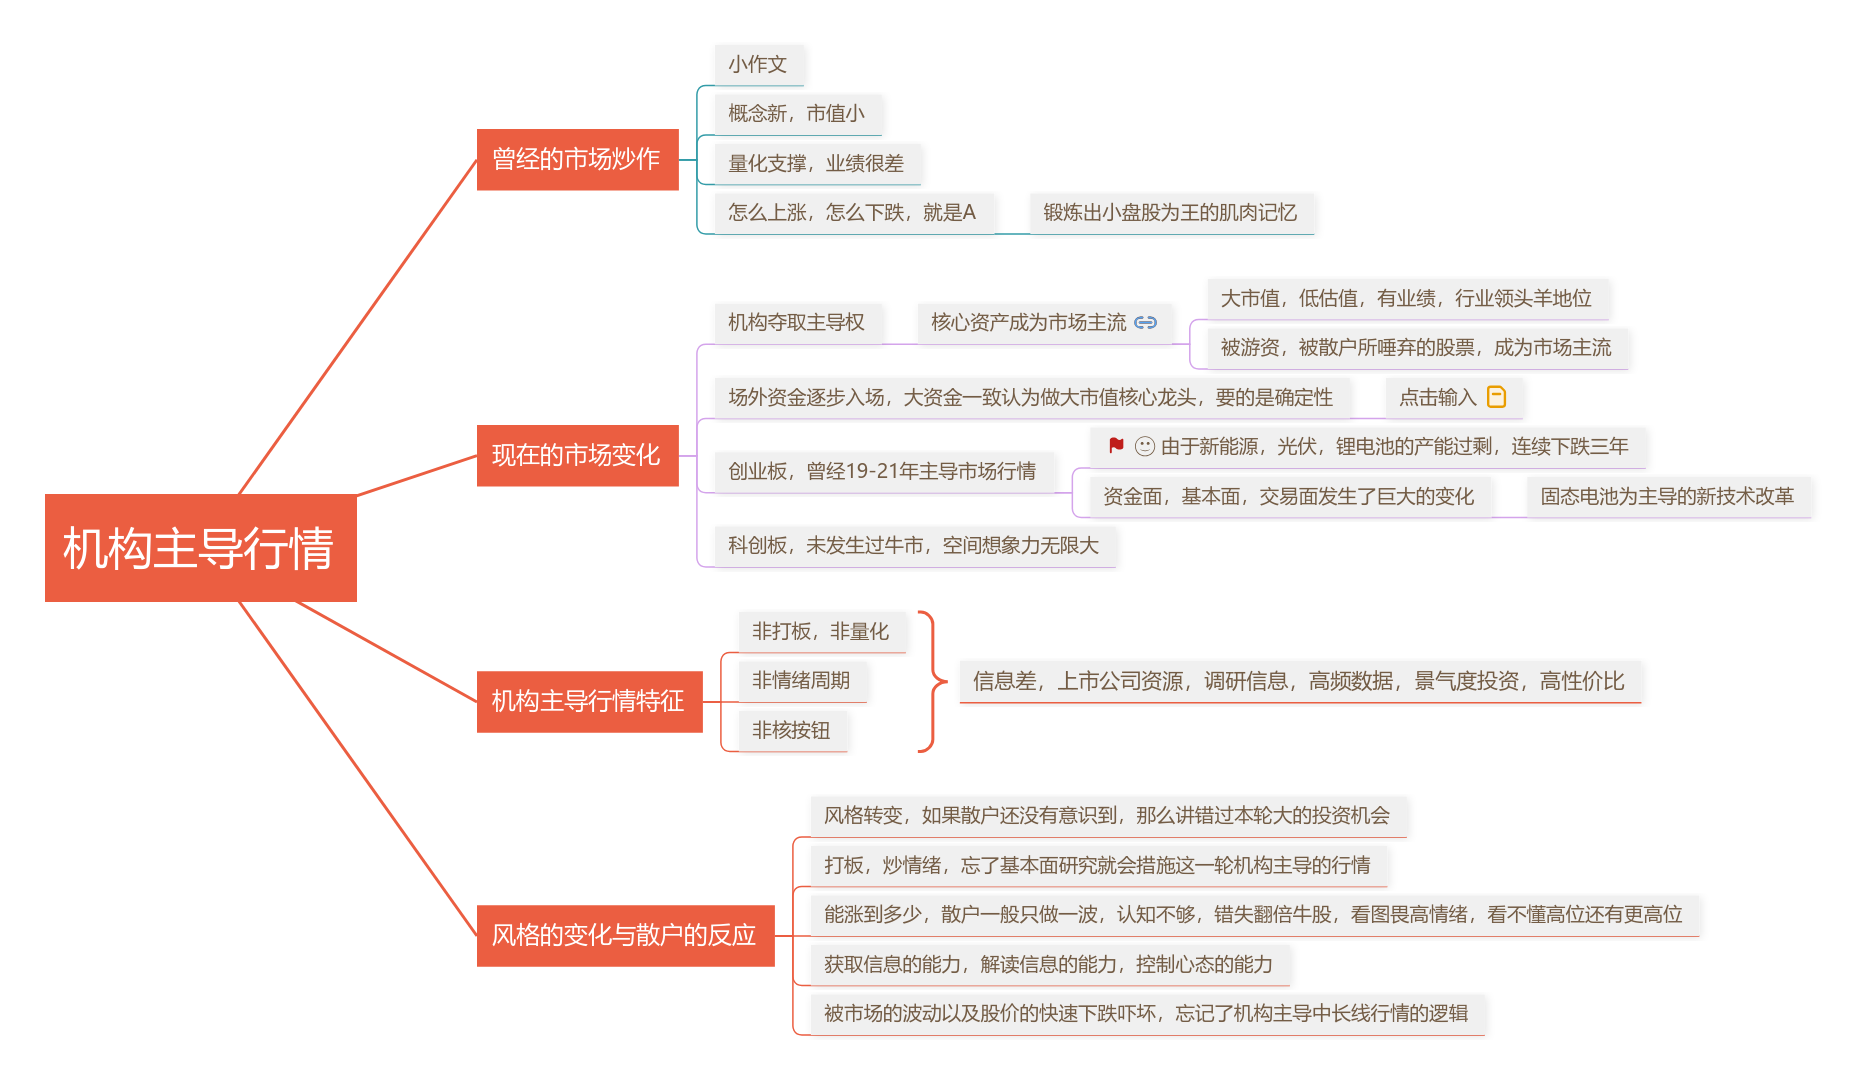 机构主导行情
曾经的市场炒作
小作文
概念新，市值小
量化支撑，业绩很差
怎么上涨，怎么下跌，就是A
锻炼出小盘股为王的肌肉记忆
现在的市场变化
机构夺取主导权
核心资产成为市场主流
大市值，低估值，有业绩，行业领头羊地位
被游资，被散户所唾弃的股票，成为市场主流
场外资金逐步入场，大资金一致认为做大市值核心龙头，要的是确定性
点击输入
创业板，曾经19-21年主导市场行情
由于新能源，光伏，锂电池的产能过剩，连续下跌三年
资金面，基本面，交易面发生了巨大的变化
固态电池为主导的新技术改革
科创板，未发生过牛市，空间想象力无限大
机构主导行情特征
非打板，非量化
非情绪周期
非核按钮
信息差，上市公司资源，调研信息，高频数据，景气度投资，高性价比
风格的变化与散户的反应
风格转变，如果散户还没有意识到，那么讲错过本轮大的投资机会
打板，炒情绪，忘了基本面研究就会措施这一轮机构主导的行情
能涨到多少，散户一般只做一波，认知不够，错失翻倍牛股，看图畏高情绪，看不懂高位还有更高位
获取信息的能力，解读信息的能力，控制心态的能力
被市场的波动以及股价的快速下跌吓坏，忘记了机构主导中长线行情的逻辑